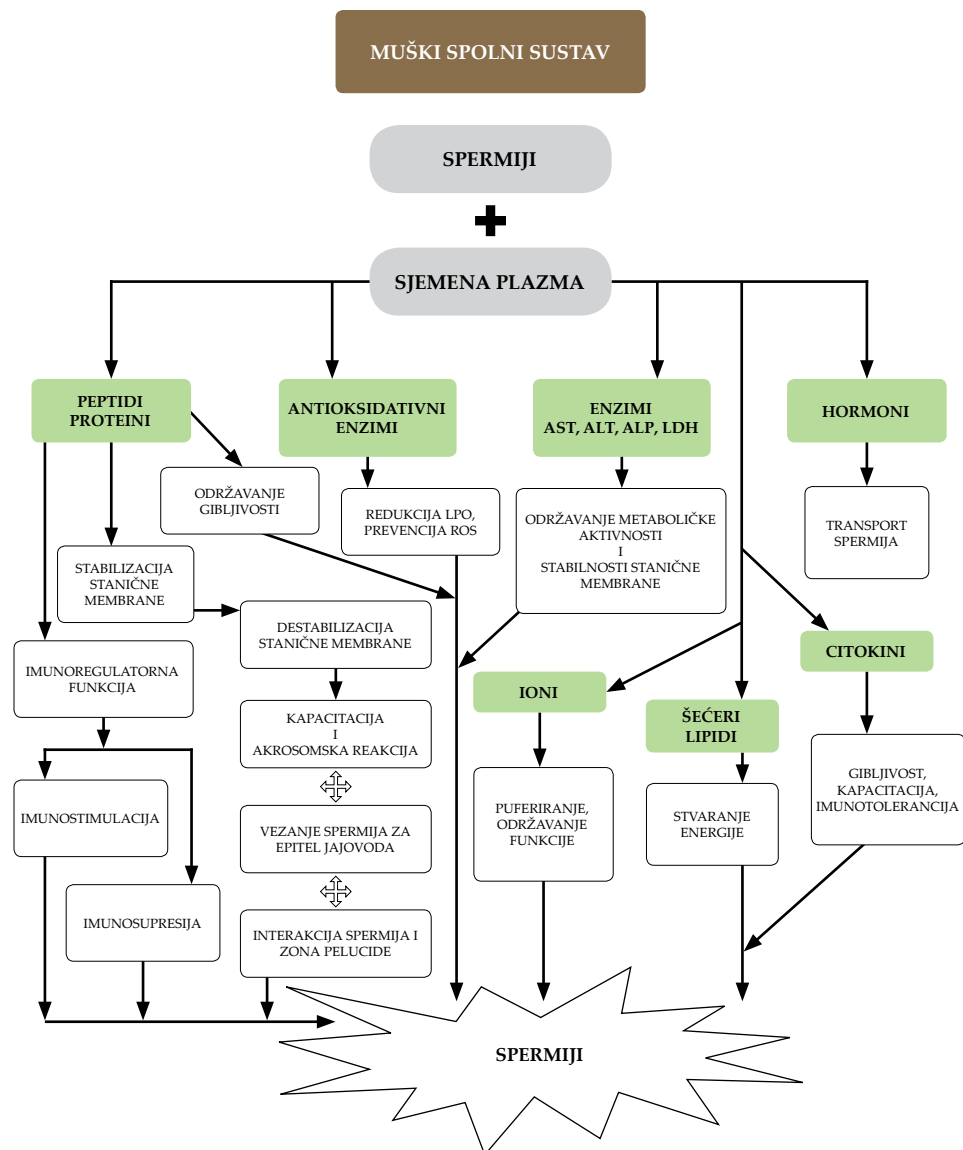 MUŠKI SPOLNI SUSTAV
SPERMIJI
SJEMENA PLAZMA
PEPTIDI
PROTEINI
ANTIOKSIDATIVNI
ENZIMI
ENZIMI
AST, ALT, ALP, LDH
HORMONI
ODRŽAVANJE
GIBLJIVOSTI
REDUKCIJA LPO,
PREVENCIJA ROS
ODRŽAVANJE METABOLIČKE
AKTIVNOSTI
I
STABILNOSTI STANIČNE
MEMBRANE
TRANSPORT
SPERMIJA
STABILIZACIJA
STANIČNE
MEMBRANE
DESTABILIZACIJA
STANIČNE MEMBRANE
CITOKINI
IMUNOREGULATORNA
FUNKCIJA
IONI
ŠEĆERI
LIPIDI
KAPACITACIJA
I
AKROSOMSKA REAKCIJA
GIBLJIVOST,
KAPACITACIJA,
IMUNOTOLERANCIJA
IMUNOSTIMULACIJA
VEZANJE SPERMIJA ZA
EPITEL JAJOVODA
PUFERIRANJE,
ODRŽAVANJE
FUNKCIJE
STVARANJE
ENERGIJE
IMUNOSUPRESIJA
INTERAKCIJA SPERMIJA I
ZONA PELUCIDE
SPERMIJI